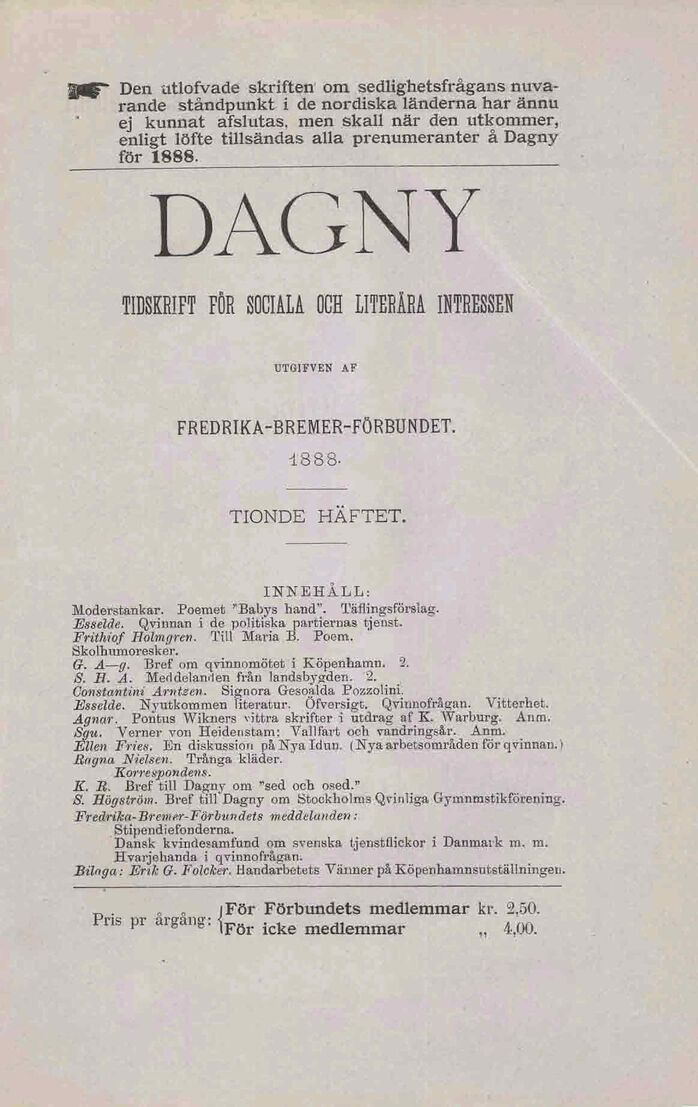 Den utlofvade skriften om sedlighetsfrågans nuva-
rande ståndpunkt i de nordiska länderna har ännu
ej kunnat afslutas, men skall när den utkommer,
enligt löfte tillsändas alla prenumeranter å Dagny
för 1888.
DAGNY
TIDSKRIFT FÖR SOCIALA OCH LITERÄRA INTRESSEN
UTGIFVEN AF
FREDRIKA-BREMER-FÖRBUNDET.
1888.
TIONDE HÄFTET.
INNEHÅLL:
Moderstankar. Poemet "Babys hand". Täflingsförslag.
Esselde. Qvinnan i de politiska partiernas tjenst.
Frithiof Holmgren. Till Maria B. Poem.
Skolhumoresker.
G. A—g. Bref om qvinnomötet i Köpenhamn. 2.
S. H. A. Meddelanden från landsbygden. 2.
Constantini Arntzen. Signora Gesoalda Pozzolini.
Esselde. Nyutkommen literatur. Öfversigt. Qvinnofrågan. Vitterhet.
Agnar. Pontus Wikners vittra skrifter i utdrag af K. Warburg. Anm.
Sgu. Verner von Heidenstam: Vallfart och vandringsår. Anm.
Ellen Fries. En diskussion på Nya Idun. (Nya arbetsområden för qvinnan.)
Ragna Nielsen. Trånga kläder.
Korrespondens.
K. R. Bref till Dagny om "sed och osed."
S. Högström. Bref till Dagny om Stockholms Qvinliga Gymnmstikförening.
Fredrika-Bremer-Förbundets meddelanden:
Stipendiefonderna.
Dansk kvindesamfund om svenska tjenstflickor i Danmark m. m.
Hvarjehanda i qvinnofrågan.
Bilaga: Erik G. Folcker. Handarbetets Vänner på Köpenhamnsutställningen.
Pris pr årgång: {För Förbundets medlemmar kr. 2,50.
För icke medlemmar „ 4,00.